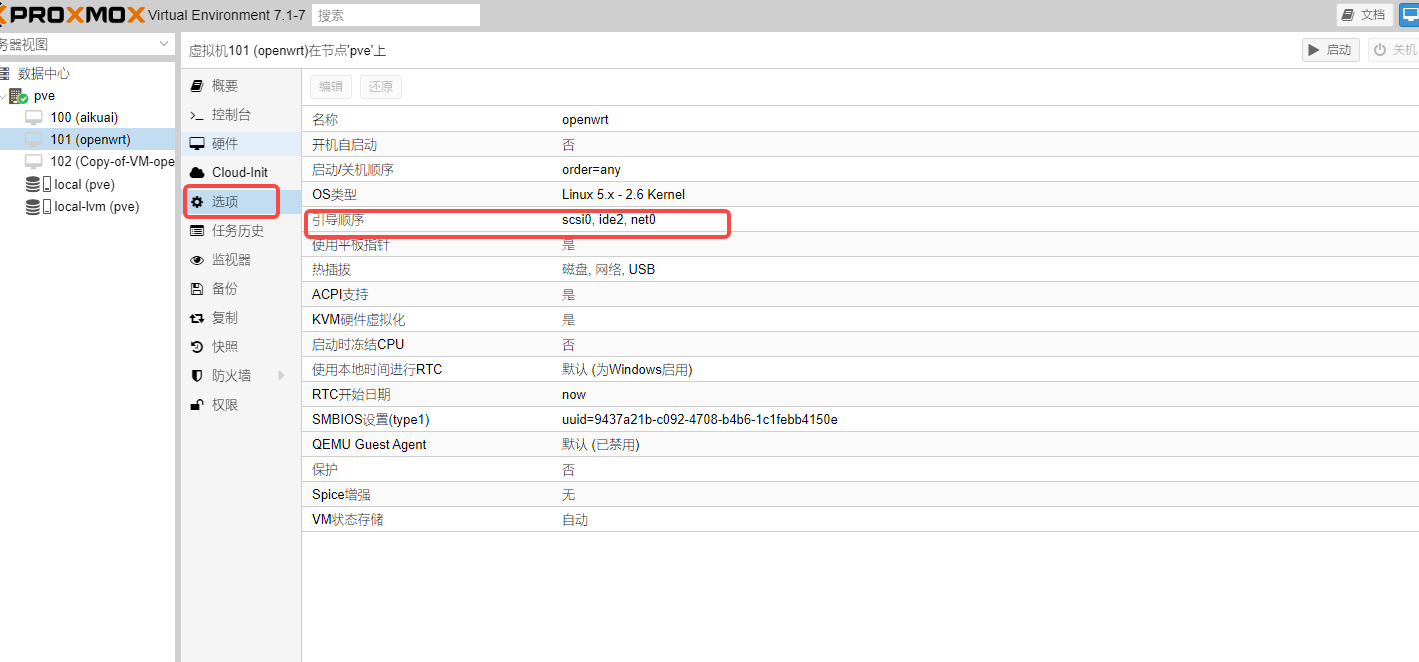 PROXMOX Virtual Environment 7.1-7 搜索 文档
务器视图
虚拟机101 (openwrt)在节点'pve'上 启动 关机
数据中心
pve
100 (aikuai)
101 (openwrt)
102 (Copy-of-VM-ope
local (pve)
local-lvm (pve)
概要
控制台
硬件
Cloud-Init
选项
任务历史
监视器
备份
复制
快照
防火墙
权限
编辑 还原
名称 openwrt
开机自启动 否
启动/关机顺序 order=any
OS类型 Linux 5.x - 2.6 Kernel
引导顺序 scsi0, ide2, net0
使用平板指针 是
热插拔 磁盘, 网络, USB
ACPI支持 是
KVM硬件虚拟化 是
启动时冻结CPU 否
使用本地时间进行RTC 默认 (为Windows启用)
RTC开始日期 now
SMBIOS设置(type1) uuid=9437a21b-c092-4708-b4b6-1c1febb4150e
QEMU Guest Agent 默认 (已禁用)
保护 否
Spice增强 无
VM状态存储 自动